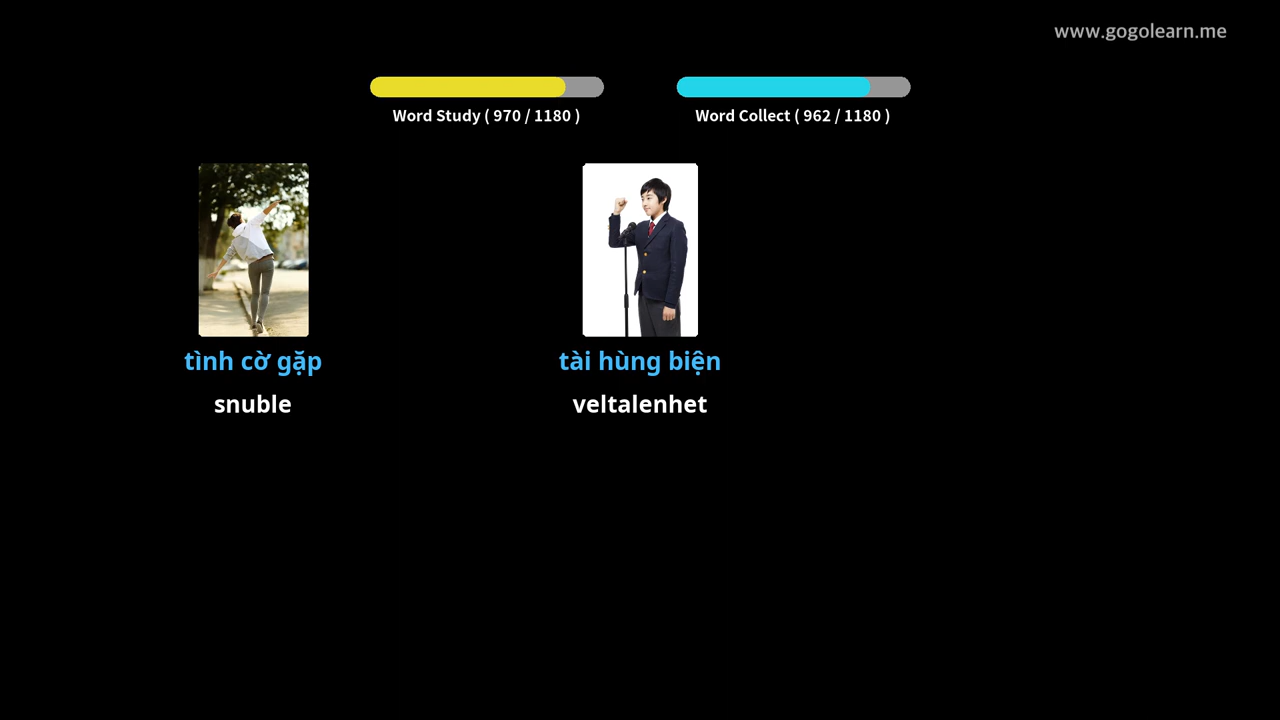 www.gogolearn.me
Word Study ( 970 / 1180 )
Word Collect ( 962 / 1180 )
tình cờ gặp
snuble
tài hùng biện
veltalenhet